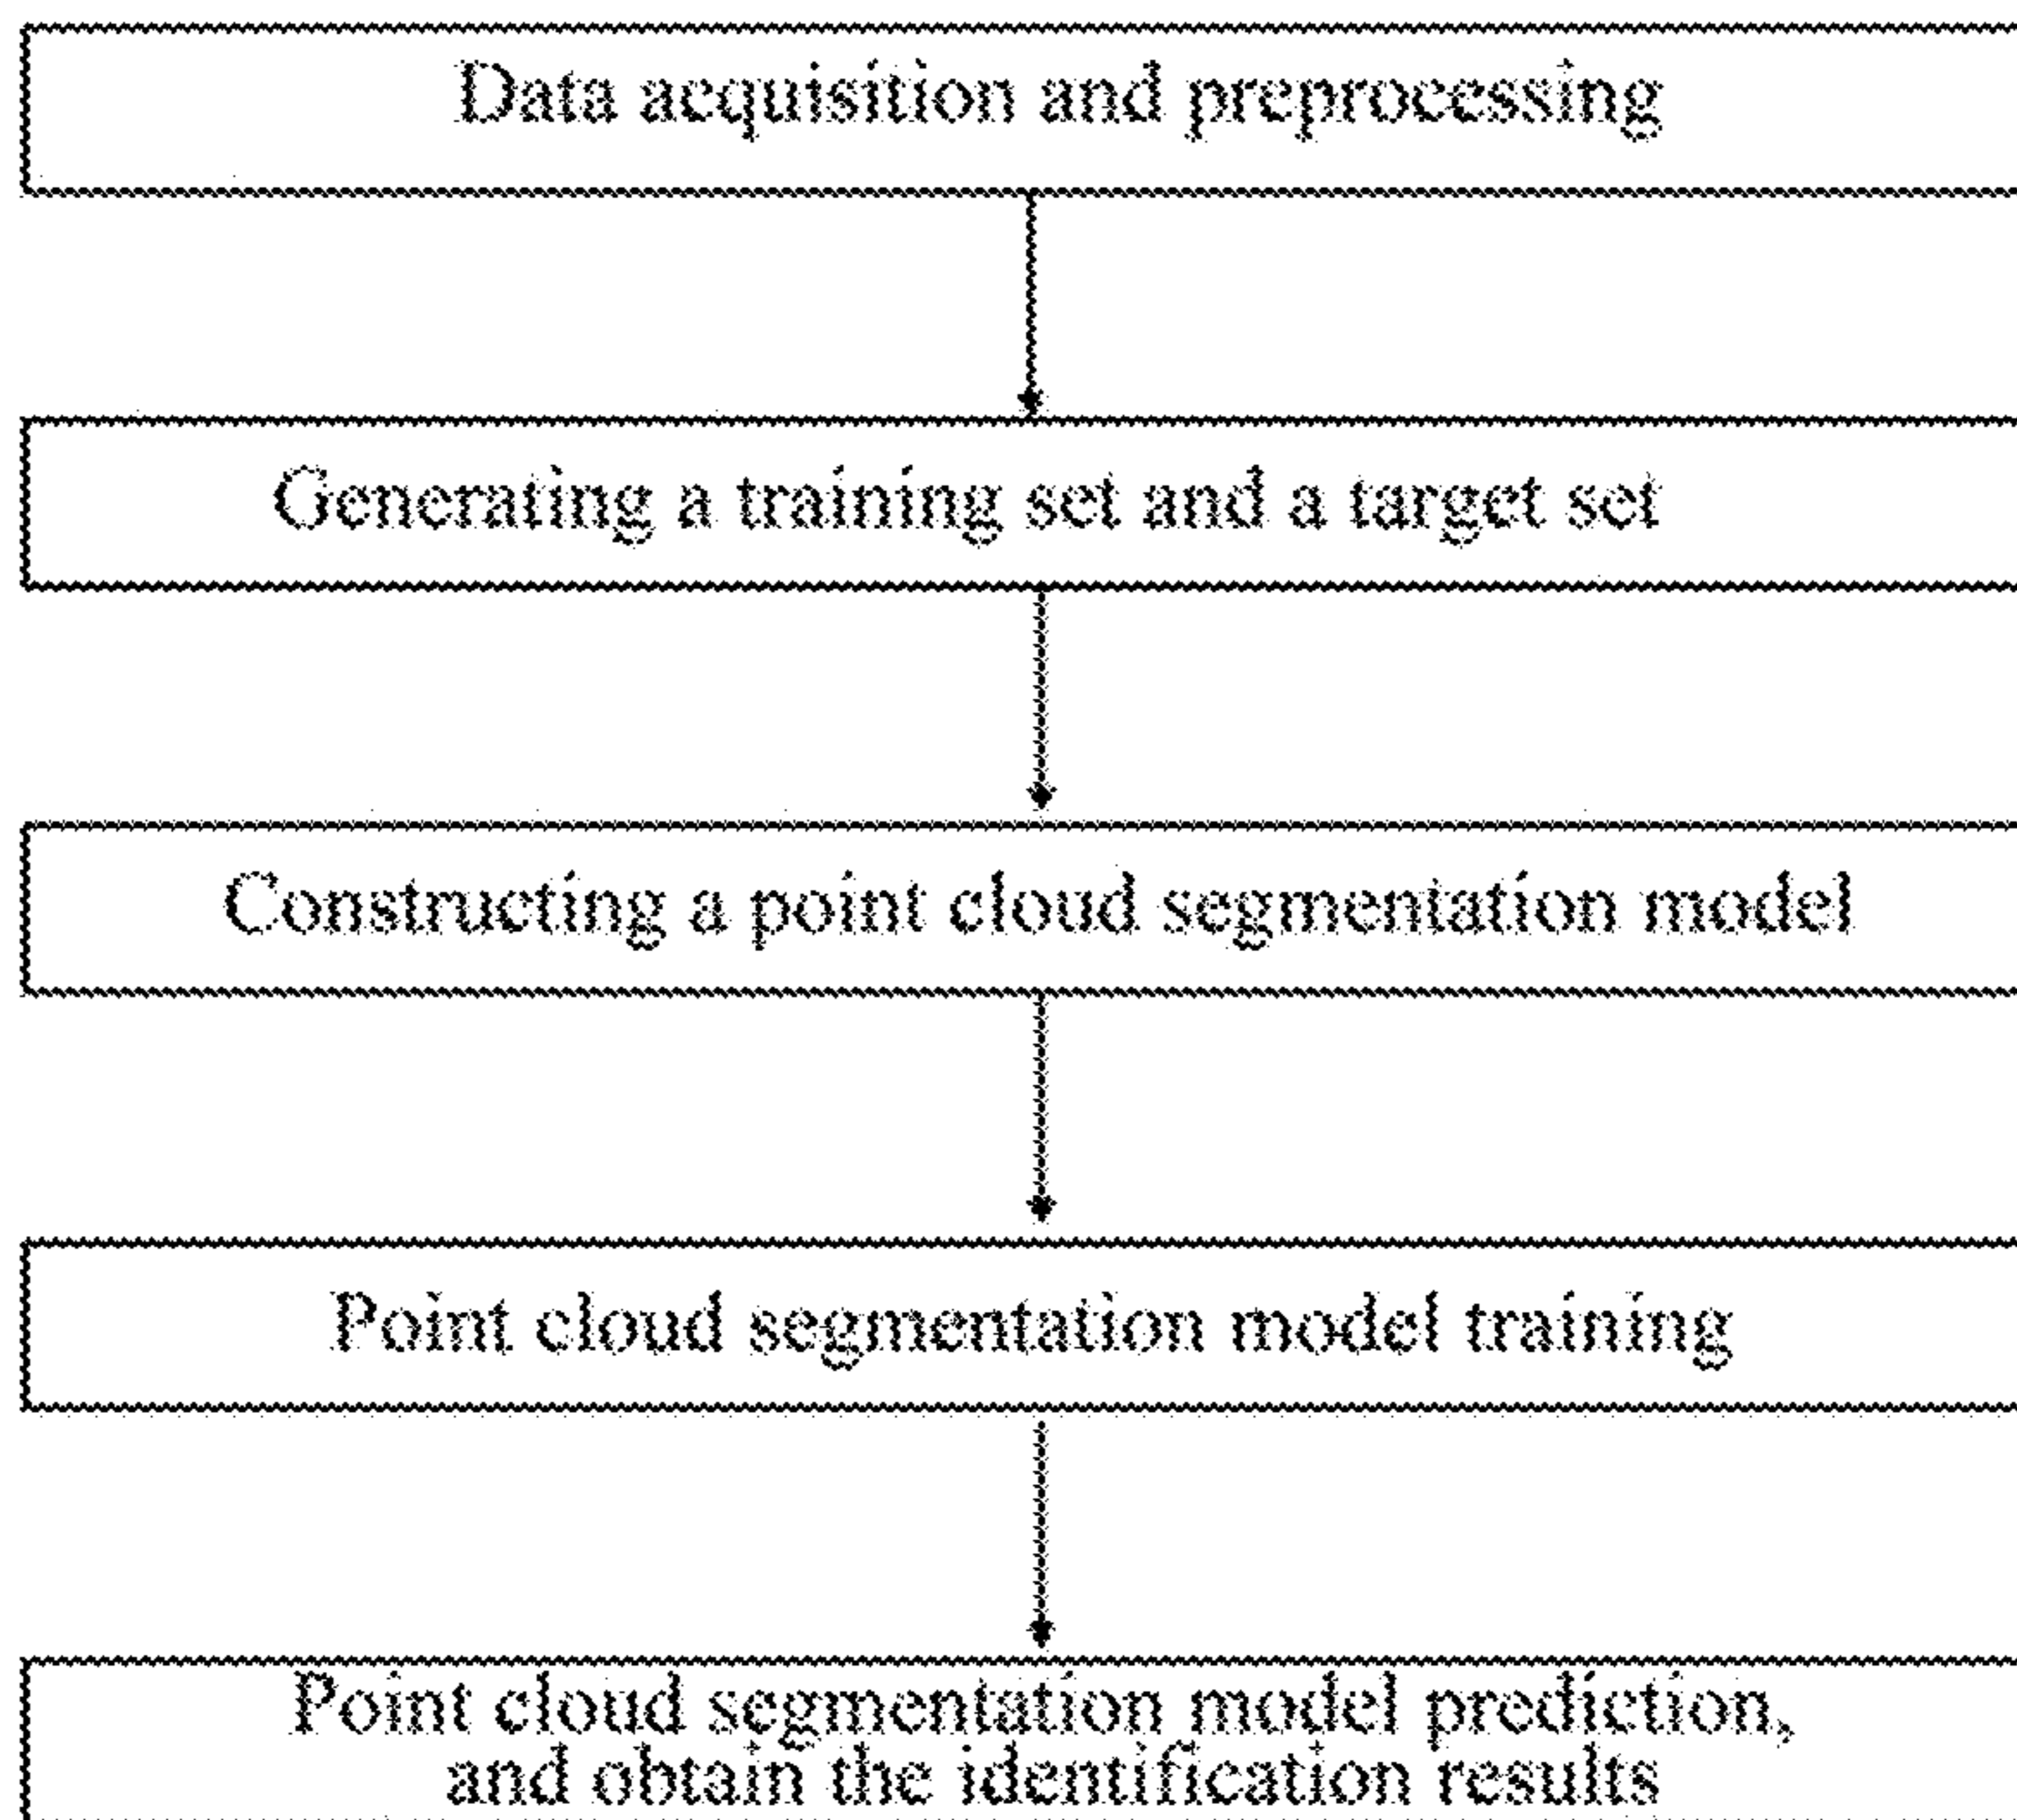 Data acquisition and preprocessing
Generating a training set and a target set
Constructing a point cloud segmentation model
Point cloud segmentation model training
Point cloud segmentation model prediction,
and obtain the identification results